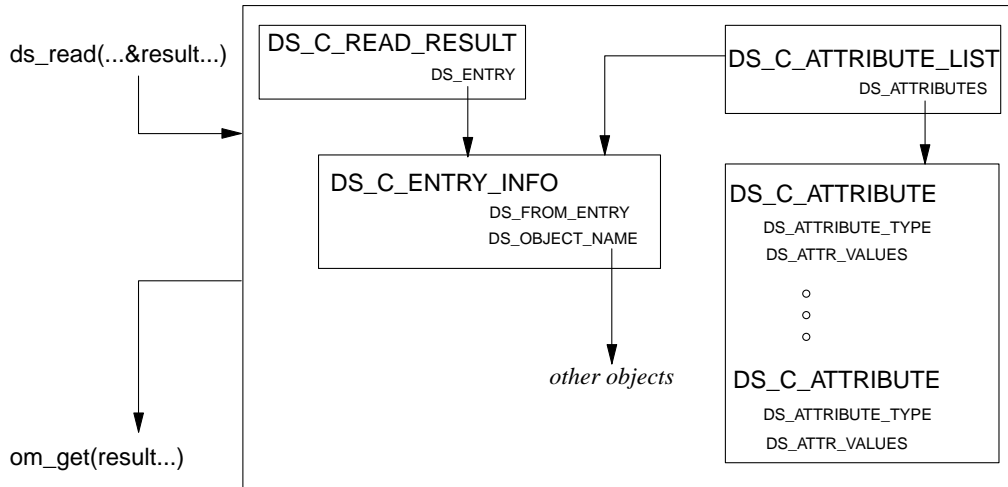 ds_read(...&result...)
DS_C_READ_RESULT
DS_ENTRY
DS_C_ATTRIBUTE_LIST
DS_ATTRIBUTES
DS_C_ENTRY_INFO
DS_FROM_ENTRY
DS_OBJECT_NAME
other objects
DS_C_ATTRIBUTE
DS_ATTRIBUTE_TYPE
DS_ATTR_VALUES
DS_C_ATTRIBUTE
DS_ATTRIBUTE_TYPE
DS_ATTR_VALUES
om_get(result...)